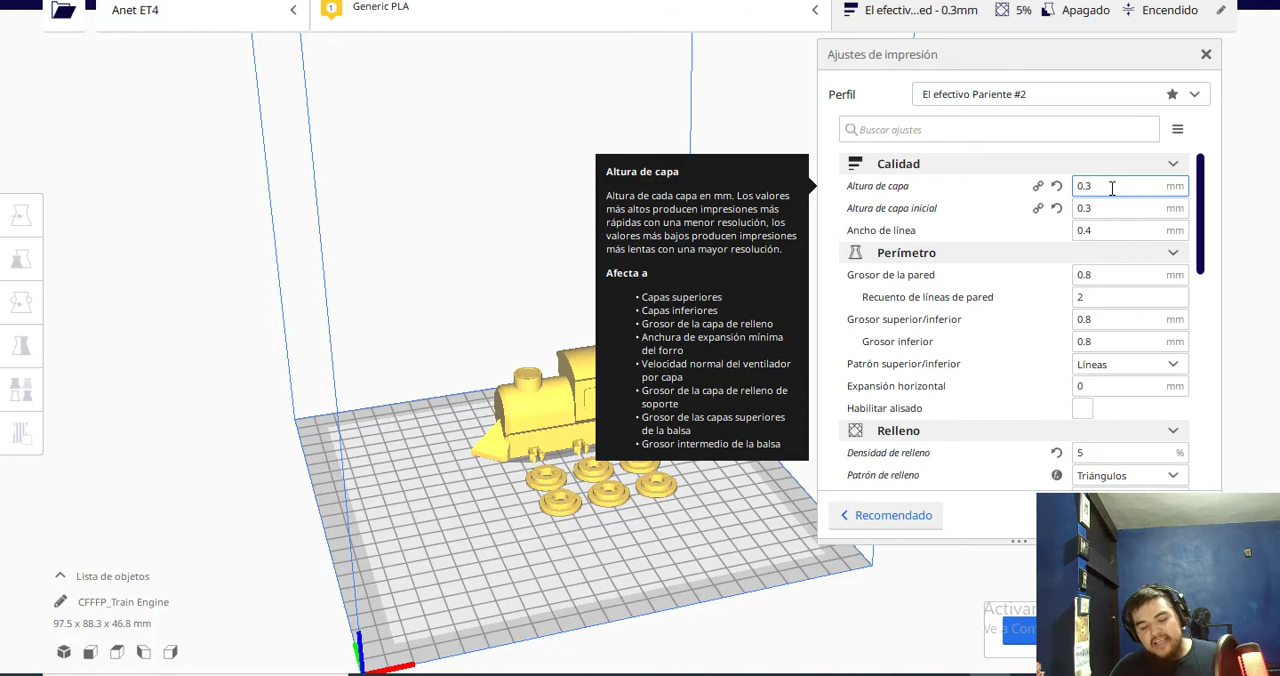 Anet ET4
1
Generic PLA
El efectiv...ed - 0.3mm
5%
Apagado
Encendido
Ajustes de impresión
Perfil
El efectivo Pariente #2
Buscar ajustes
Calidad
Altura de capa
0.3 mm
Altura de capa inicial
0.3 mm
Ancho de línea
0.4 mm
Perímetro
Grosor de la pared
0.8 mm
Recuento de líneas de pared
2
Grosor superior/inferior
0.8 mm
Grosor inferior
0.8 mm
Patrón superior/inferior
Líneas
Expansión horizontal
0 mm
Habilitar alisado
Relleno
Densidad de relleno
5 %
Patrón de relleno
Triángulos
Recomendado
Altura de capa
Altura de cada capa en mm. Los valores
más altos producen impresiones más
rápidas con una menor resolución, los
valores más bajos producen impresiones
más lentas con una mayor resolución.
Afecta a
• Capas superiores
• Capas inferiores
• Grosor de la capa de relleno
• Anchura de expansión mínima
del forro
• Velocidad normal del ventilador
por capa
• Grosor de la capa de relleno de
soporte
• Grosor de las capas superiores
de la balsa
• Grosor intermedio de la balsa
Lista de objetos
CFFFP_Train Engine
97.5 x 88.3 x 46.8 mm
Activar
Ve a Con